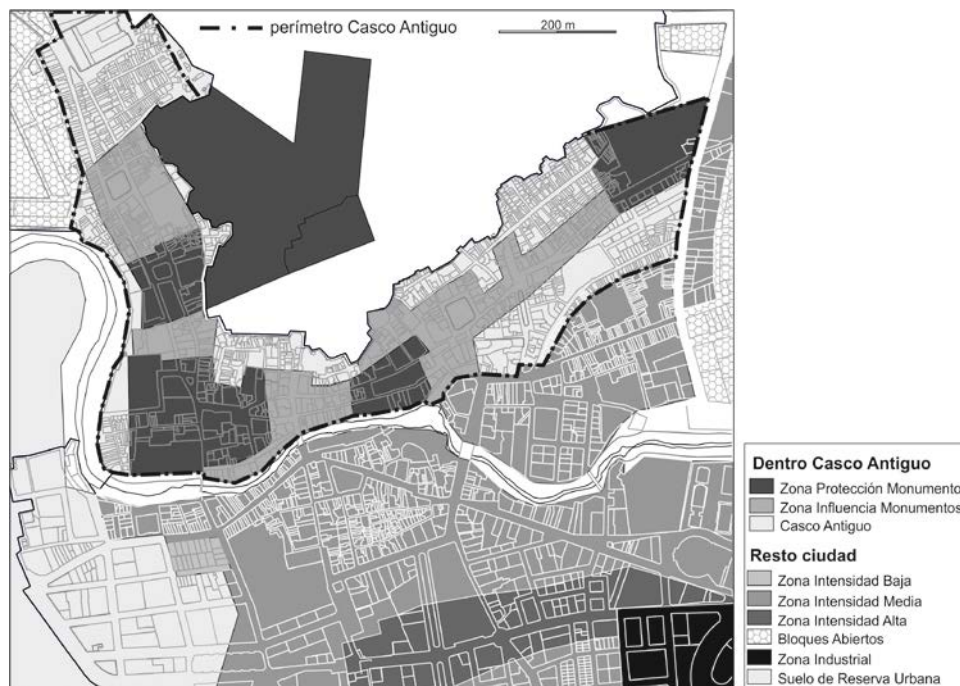 perímetro Casco Antiguo
200 m
Dentro Casco Antiguo
Zona Protección Monumento
Zona Influencia Monumentos
Casco Antiguo
Resto ciudad
Zona Intensidad Baja
Zona Intensidad Media
Zona Intensidad Alta
Bloques Abiertos
Zona Industrial
Suelo de Reserva Urbana